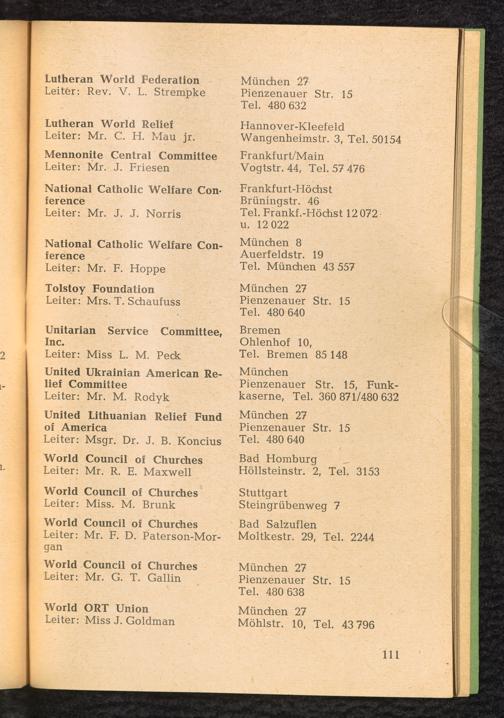 Lutheran World Federation
Leiter: Rev. V. L. Strempke
München 27
Pienzenauer Str. 15
Tel. 480 632
Lutheran World Relief
Leiter: Mr. C. H. Mau jr.
Hannover-Kleefeld
Wangenheimstr. 3, Tel. 50154
Mennonite Central Committee
Leiter: Mr. J. Friesen
Frankfurt/Main
Vogtstr. 44, Tel. 57 476
National Catholic Welfare Con-
ference
Leiter: Mr. J. J. Norris
Frankfurt-Höchst
Brüningstr. 46
Tel. Frankf.-Höchst 12 072
u. 12 022
National Catholic Welfare Con-
ference
Leiter: Mr. F. Hoppe
München 8
Auerfeldstr. 19
Tel. München 43 557
Tolstoy Foundation
Leiter: Mrs. T. Schaufuss
München 27
Pienzenauer Str. 15
Tel. 480 640
Unitarian Service Committee,
Inc.
Leiter: Miss L. M. Peck
Bremen
Ohlenhof 10,
Tel. Bremen 85 148
United Ukrainian American Re-
lief Committee
Leiter: Mr. M. Rodyk
München
Pienzenauer Str. 15, Funk-
kaserne, Tel. 360 871/480 632
United Lithuanian Relief Fund
of America
Leiter: Msgr. Dr. J. B. Koncius
München 27
Pienzenauer Str. 15
Tel. 480 640
World Council of Churches
Leiter: Mr. R. E. Maxwell
Bad Homburg
Höllsteinstr. 2, Tel. 3153
World Council of Churches
Leiter: Miss. M. Brunk
Stuttgart
Steingrübenweg 7
World Council of Churches
Leiter: Mr. F. D. Paterson-Mor-
gan
Bad Salzuflen
Moltkestr. 29, Tel. 2244
World Council of Churches
Leiter: Mr. G. T. Gallin
München 27
Pienzenauer Str. 15
Tel. 480 638
World ORT Union
Leiter: Miss J. Goldman
München 27
Möhlstr. 10, Tel. 43 796
111